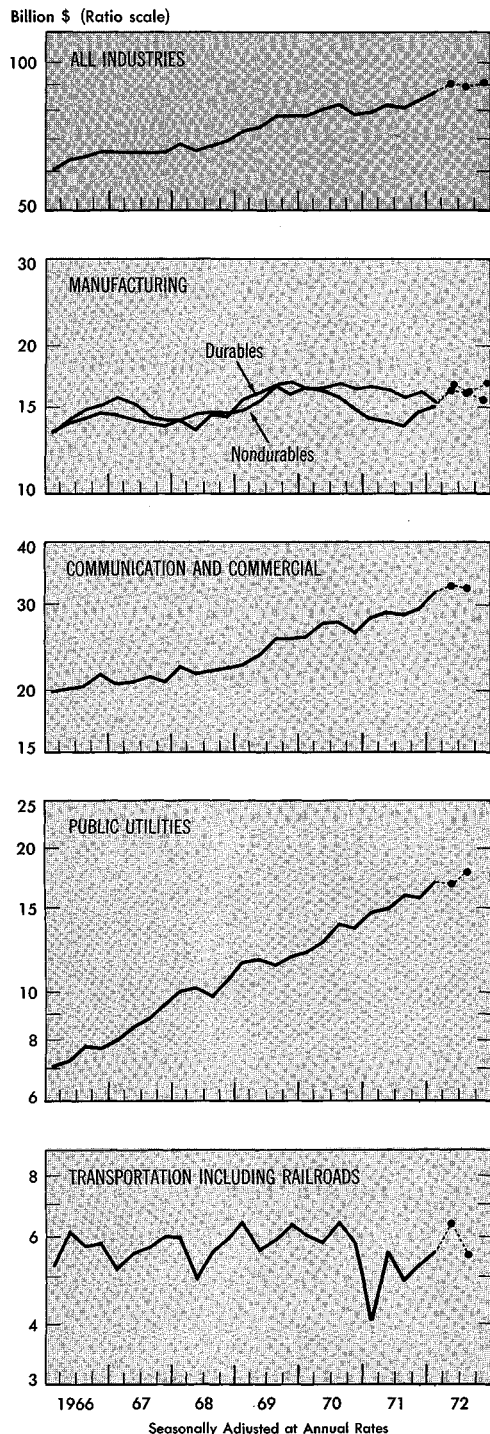 Billion $ (Ratio scale)
100
ALL INDUSTRIES
50
30
MANUFACTURING
20
Durables
15
Nondurables
10
40
COMMUNICATION AND COMMERCIAL
30
20
15
25
PUBLIC UTILITIES
20
15
10
8
6
8
TRANSPORTATION INCLUDING RAILROADS
6
4
3
1966 67 68 69 70 71 72
Seasonally Adjusted at Annual Rates